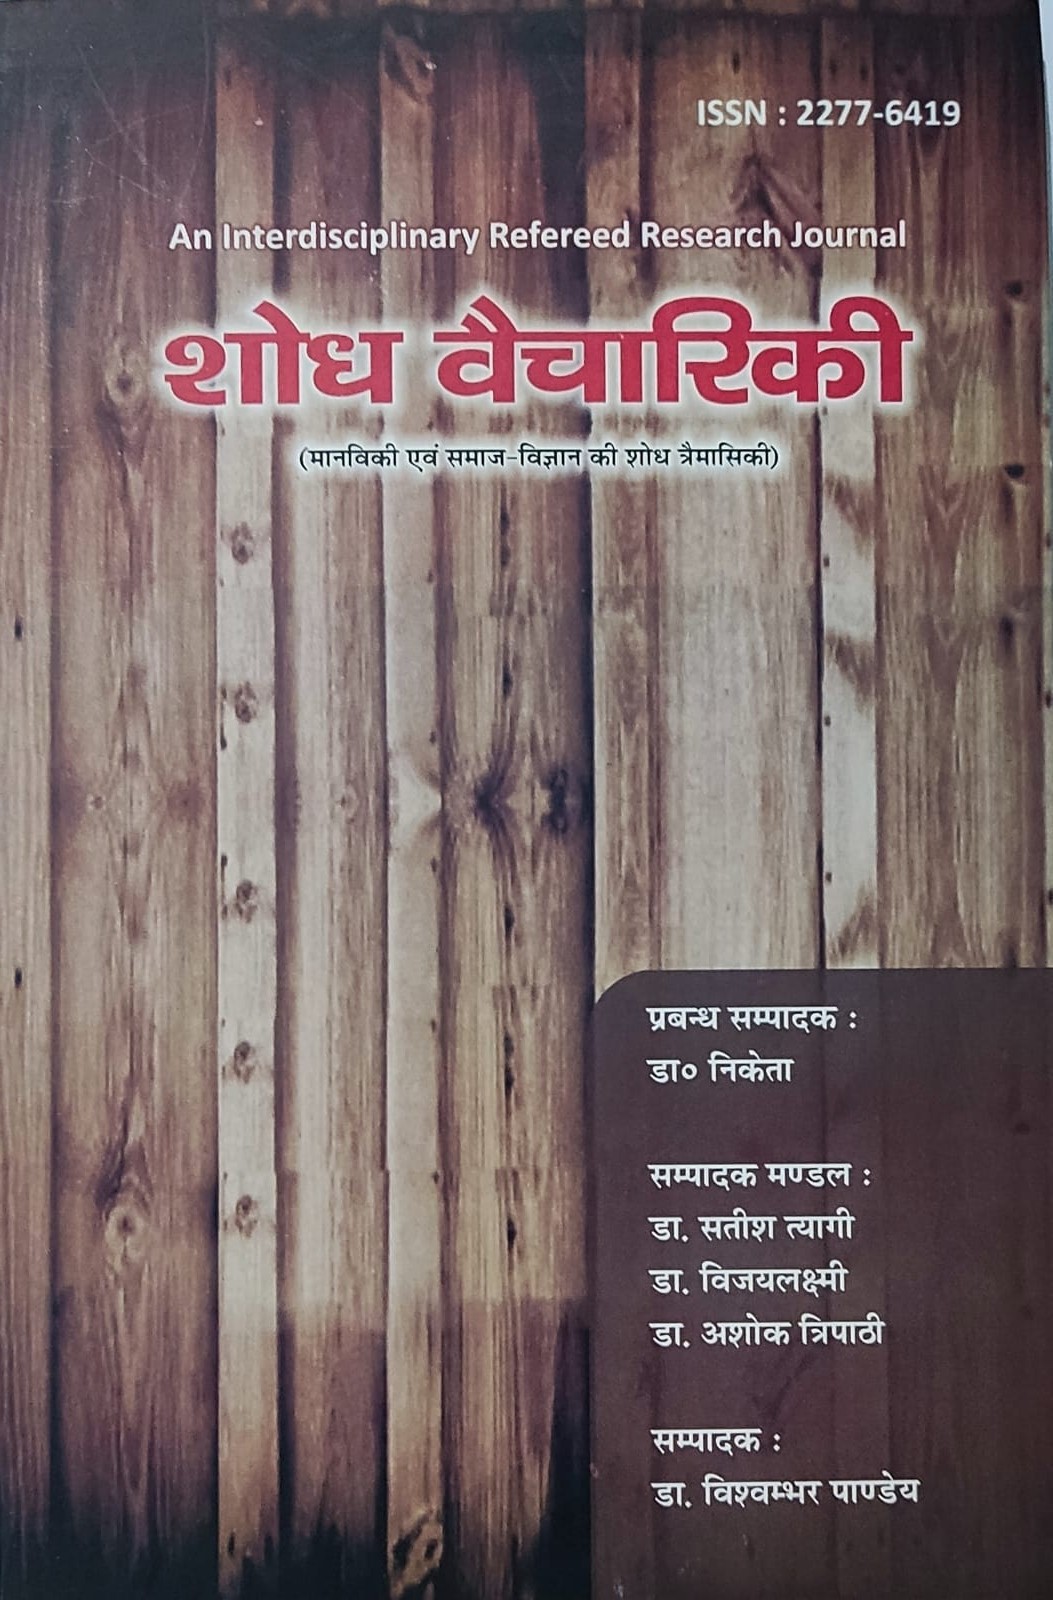 ISSN : 2277-6419
An Interdisciplinary Refereed Research Journal
शोध वैचारिकी
(मानविकी एवं समाज-विज्ञान की शोध त्रैमासिकी)
प्रबन्ध सम्पादक :
डा० निकेता
सम्पादक मण्डल :
डा. सतीश त्यागी
डा. विजयलक्ष्मी
डा. अशोक त्रिपाठी
सम्पादक :
डा. विश्वम्भर पाण्डेय